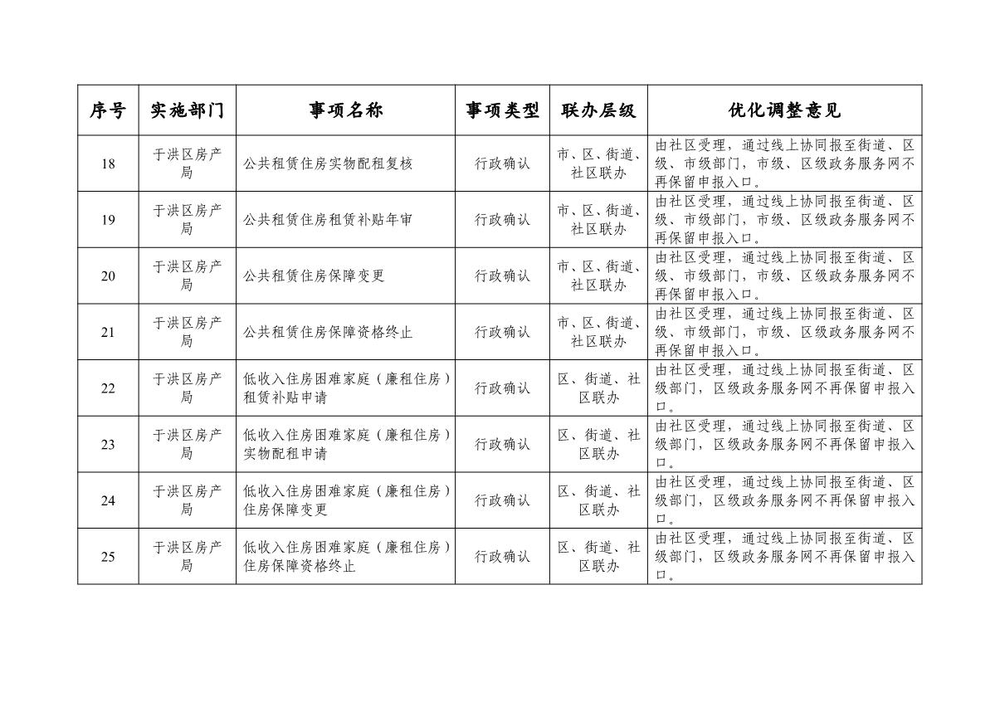 序号 实施部门 事项名称 事项类型 联办层级 优化调整意见
18 于洪区房产局 公共租赁住房实物配租复核 行政确认 市、区、街道、社区联办 由社区受理，通过线上协同报至街道、区级、市级部门，市级、区级政务服务网不再保留申报入口。
19 于洪区房产局 公共租赁住房租赁补贴年审 行政确认 市、区、街道、社区联办 由社区受理，通过线上协同报至街道、区级、市级部门，市级、区级政务服务网不再保留申报入口。
20 于洪区房产局 公共租赁住房保障变更 行政确认 市、区、街道、社区联办 由社区受理，通过线上协同报至街道、区级、市级部门，市级、区级政务服务网不再保留申报入口。
21 于洪区房产局 公共租赁住房保障资格终止 行政确认 市、区、街道、社区联办 由社区受理，通过线上协同报至街道、区级、市级部门，市级、区级政务服务网不再保留申报入口。
22 于洪区房产局 低收入住房困难家庭（廉租住房）租赁补贴申请 行政确认 区、街道、社区联办 由社区受理，通过线上协同报至街道、区级部门，区级政务服务网不再保留申报入口。
23 于洪区房产局 低收入住房困难家庭（廉租住房）实物配租申请 行政确认 区、街道、社区联办 由社区受理，通过线上协同报至街道、区级部门，区级政务服务网不再保留申报入口。
24 于洪区房产局 低收入住房困难家庭（廉租住房）住房保障变更 行政确认 区、街道、社区联办 由社区受理，通过线上协同报至街道、区级部门，区级政务服务网不再保留申报入口。
25 于洪区房产局 低收入住房困难家庭（廉租住房）住房保障资格终止 行政确认 区、街道、社区联办 由社区受理，通过线上协同报至街道、区级部门，区级政务服务网不再保留申报入口。